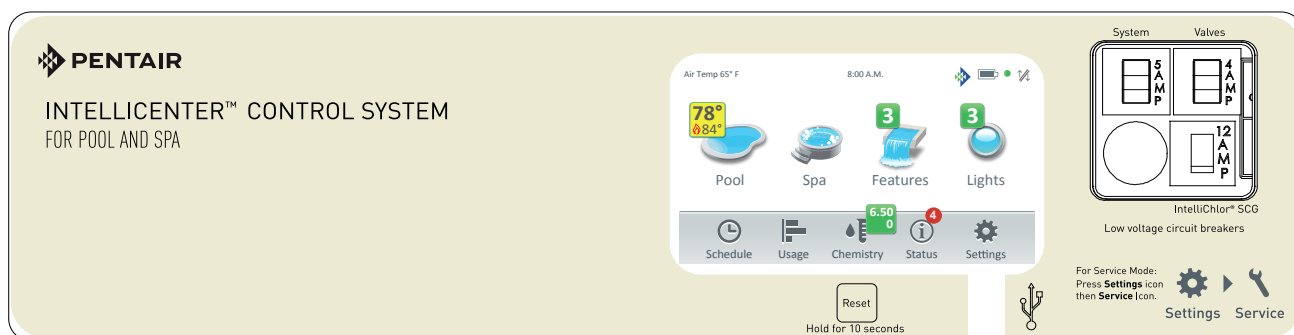 PENTAIR
INTELLICENTER™ CONTROL SYSTEM
FOR POOL AND SPA
Air Temp 65° F
8:00 A.M.
78°
84°
3
3
Pool
Spa
Features
Lights
6.50
0
4
Schedule
Usage
Chemistry
Status
Settings
Reset
Hold for 10 seconds
System
Valves
5 AMP
4 AMP
12 AMP
IntelliChlor® SCG
Low voltage circuit breakers
For Service Mode:
Press Settings icon
then Service Icon.
Settings
Service